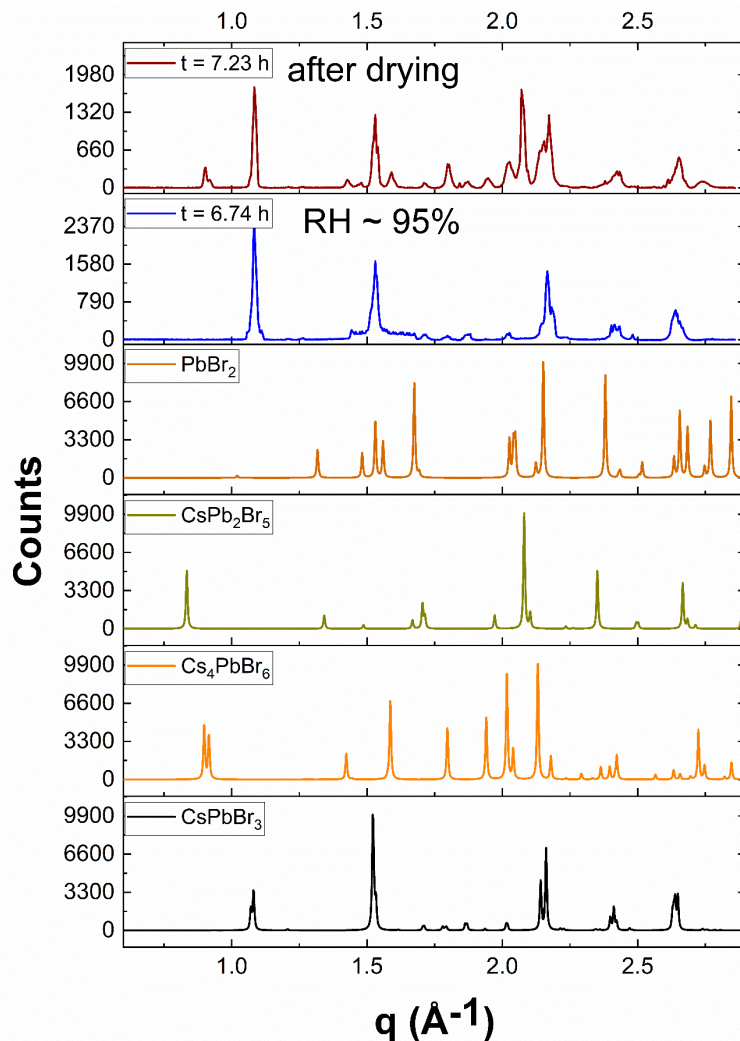 1.0 1.5 2.0 2.5
t = 7.23 h after drying
1980
1320
660
0
t = 6.74 h RH ~ 95%
2370
1580
790
0
PbBr₂
9900
6600
3300
0
CsPb₂Br₅
9900
6600
3300
0
Cs₄PbBr₆
9900
6600
3300
0
CsPbBr₃
9900
6600
3300
0
1.0 1.5 2.0 2.5
Counts
q (Å⁻¹)